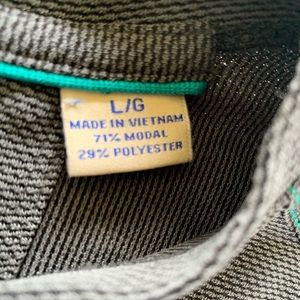 L/G
MADE IN VIETNAM
71% MODAL
29% POLYESTER